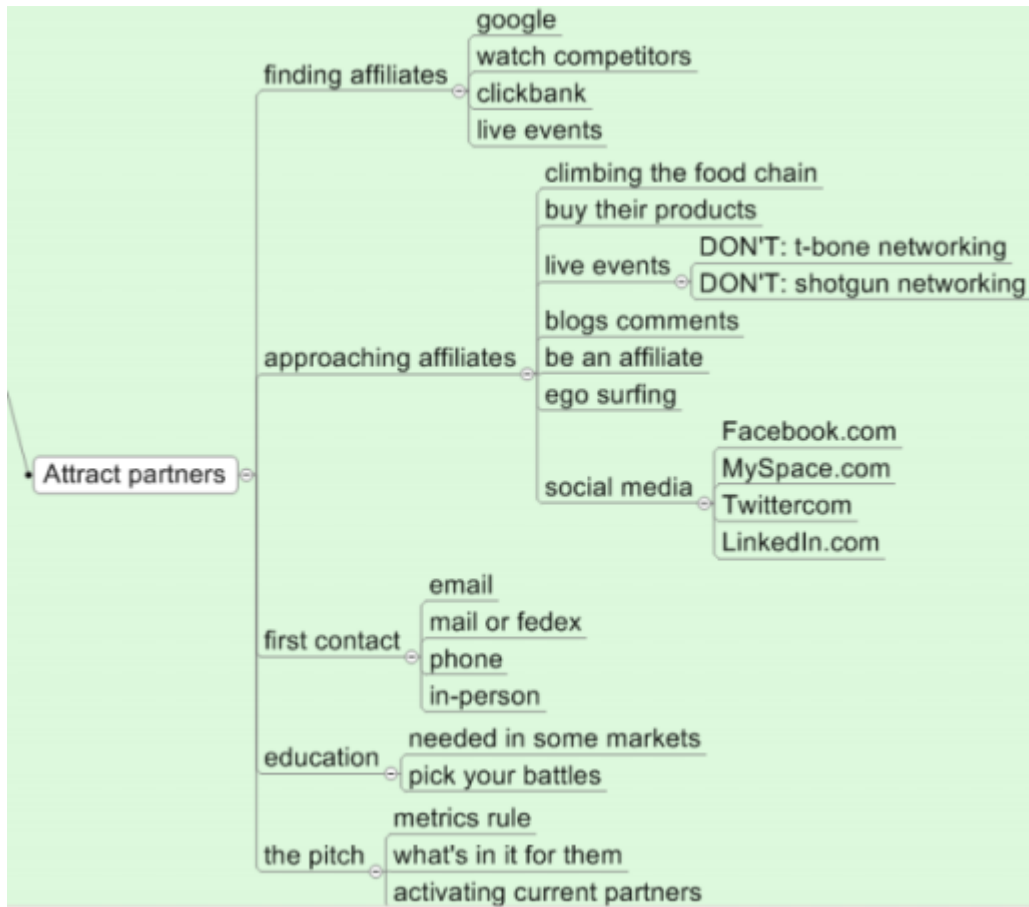 Attract partners
finding affiliates
google
watch competitors
clickbank
live events
approaching affiliates
climbing the food chain
buy their products
live events
DON'T: t-bone networking
DON'T: shotgun networking
blogs comments
be an affiliate
ego surfing
social media
Facebook.com
MySpace.com
Twittercom
LinkedIn.com
first contact
email
mail or fedex
phone
in-person
education
needed in some markets
pick your battles
the pitch
metrics rule
what's in it for them
activating current partners